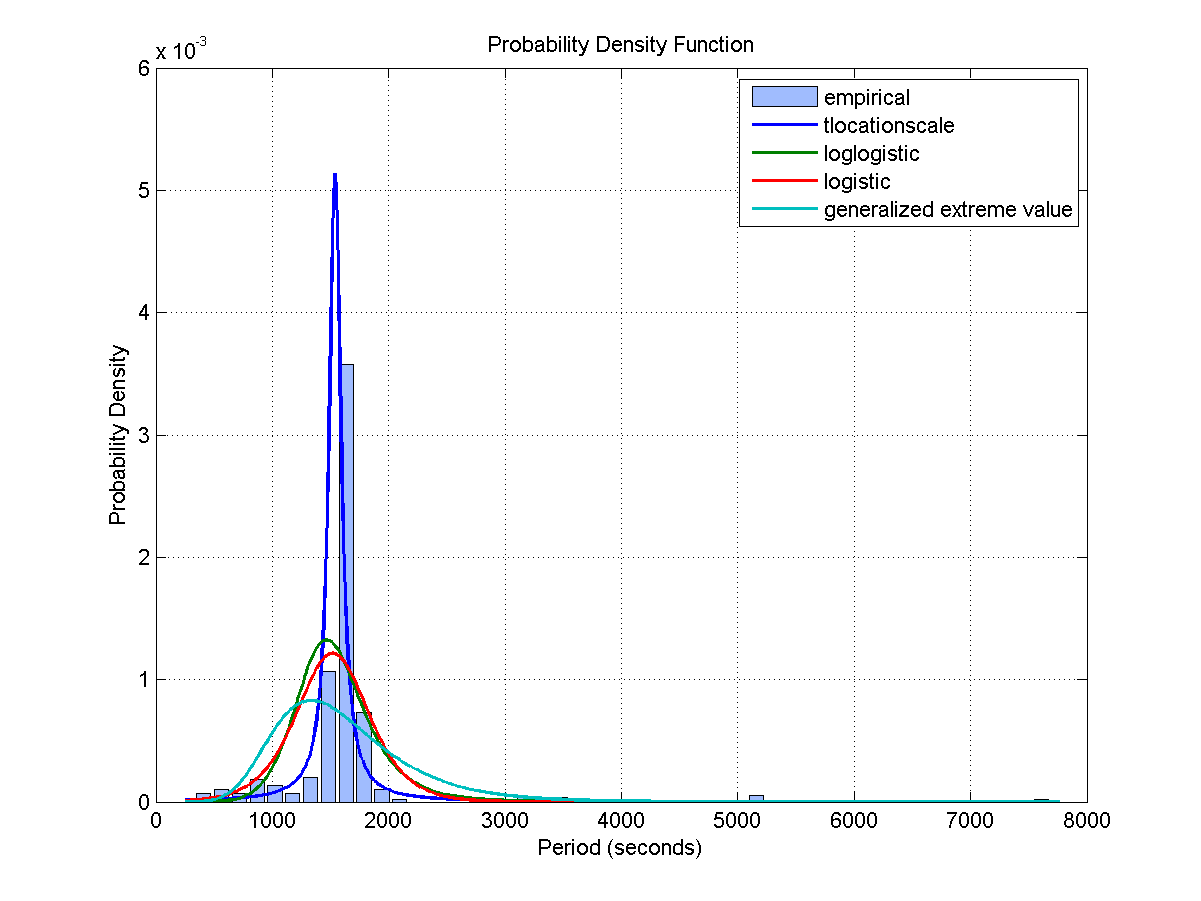 Probability Density Function
x 10-3
6
5
4
3
2
1
0
Probability Density
empirical
tlocationscale
loglogistic
logistic
generalized extreme value
0 1000 2000 3000 4000 5000 6000 7000 8000
Period (seconds)